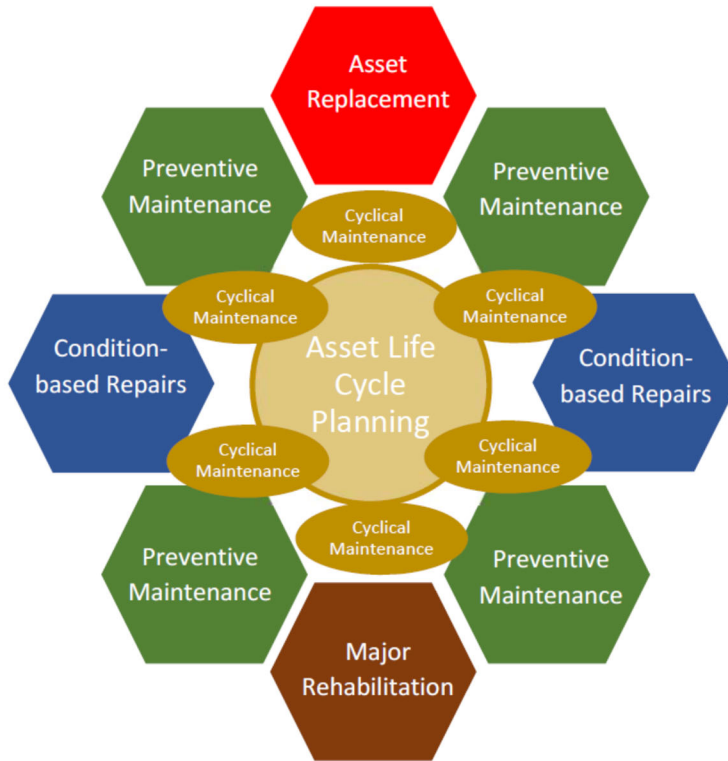 Asset
Replacement
Preventive
Maintenance
Preventive
Maintenance
Cyclical
Maintenance
Cyclical
Maintenance
Cyclical
Maintenance
Condition-
based Repairs
Asset Life
Cycle
Planning
Condition-
based Repairs
Cyclical
Maintenance
Cyclical
Maintenance
Cyclical
Maintenance
Preventive
Maintenance
Preventive
Maintenance
Major
Rehabilitation